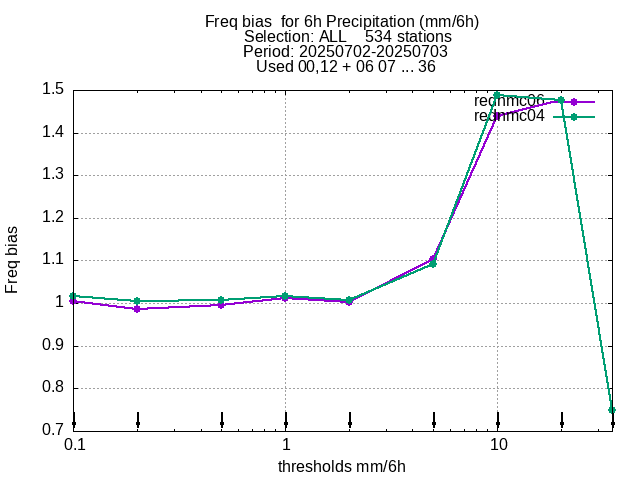 Freq bias  for 6h Precipitation (mm/6h)
Selection: ALL    534 stations
Period: 20250702-20250703
Used 00,12 + 06 07 ... 36
1.5
1.4
1.3
1.2
1.1
1
0.9
0.8
0.7
Freq bias
0.1
1
10
thresholds mm/6h